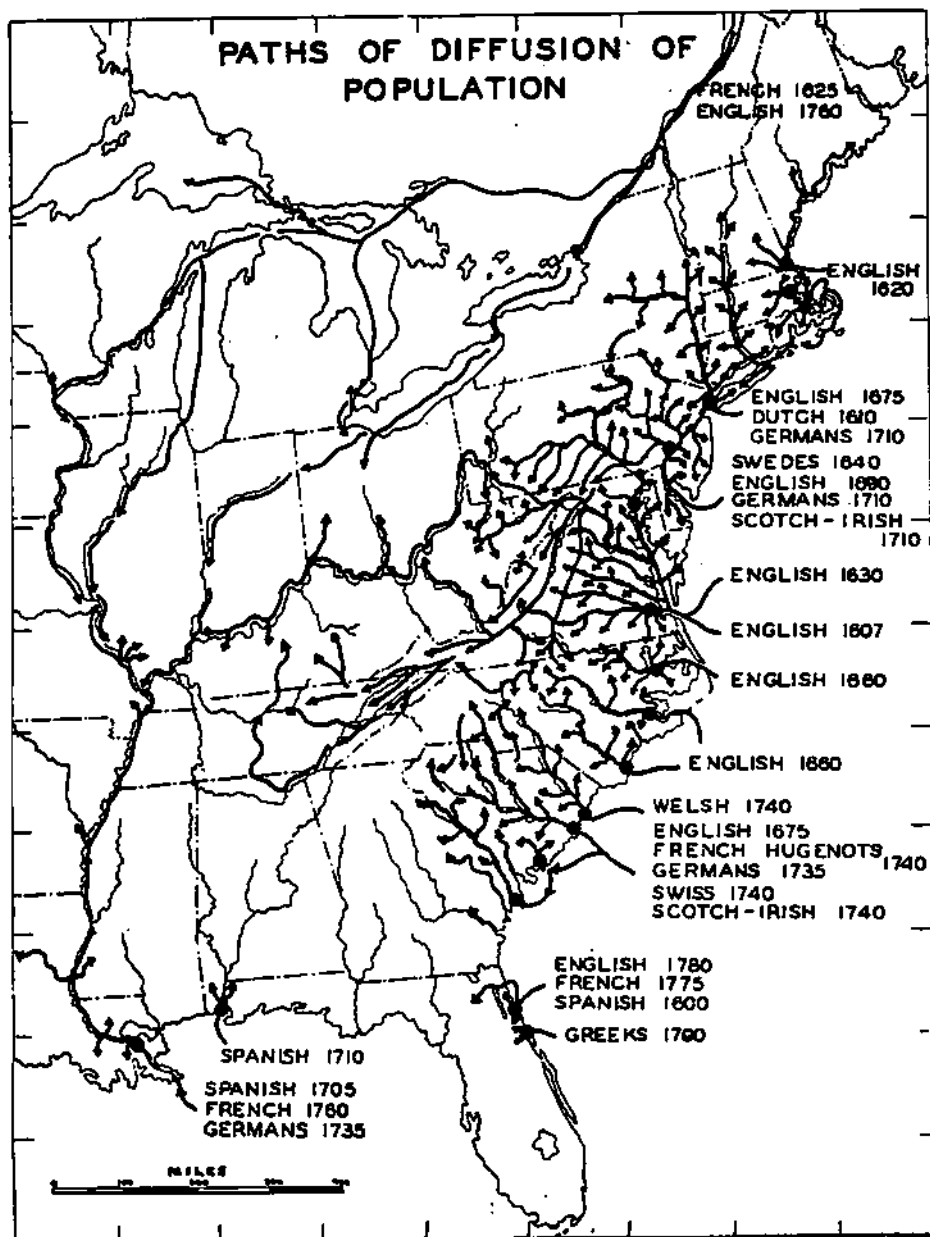 PATHS OF DIFFUSION OF
POPULATION
FRENCH 1625
ENGLISH 1760
ENGLISH
1620
ENGLISH 1675
DUTCH 1610
GERMANS 1710
SWEDES 1640
ENGLISH 1690
GERMANS 1710
SCOTCH-IRISH
1710
ENGLISH 1630
ENGLISH 1607
ENGLISH 1660
ENGLISH 1660
WELSH 1740
ENGLISH 1675
FRENCH HUGENOTS 1740
GERMANS 1735
SWISS 1740
SCOTCH-IRISH 1740
ENGLISH 1780
FRENCH 1775
SPANISH 1600
GREEKS 1790
SPANISH 1710
SPANISH 1705
FRENCH 1760
GERMANS 1735
MILES
0 100